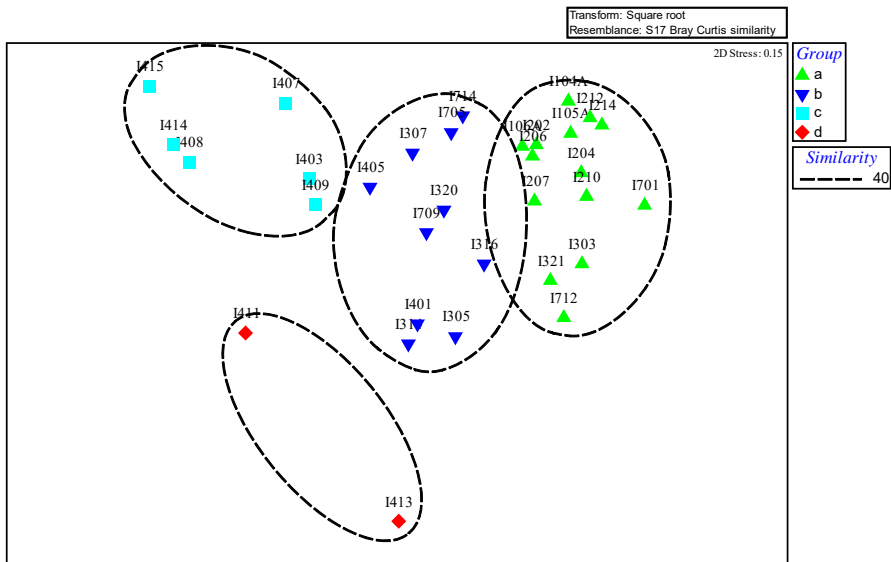 Transform: Square root
Resemblance: S17 Bray Curtis similarity
2D Stress: 0.15
Group
a
b
c
d
Similarity
40
I415
I407
I414
I403
I409
I714
I705
I307
I405
I320
I709
I316
I401
I305
I104A
I212
I214
I105A
I202
I206
I204
I207
I210
I701
I303
I321
I712
I411
I413